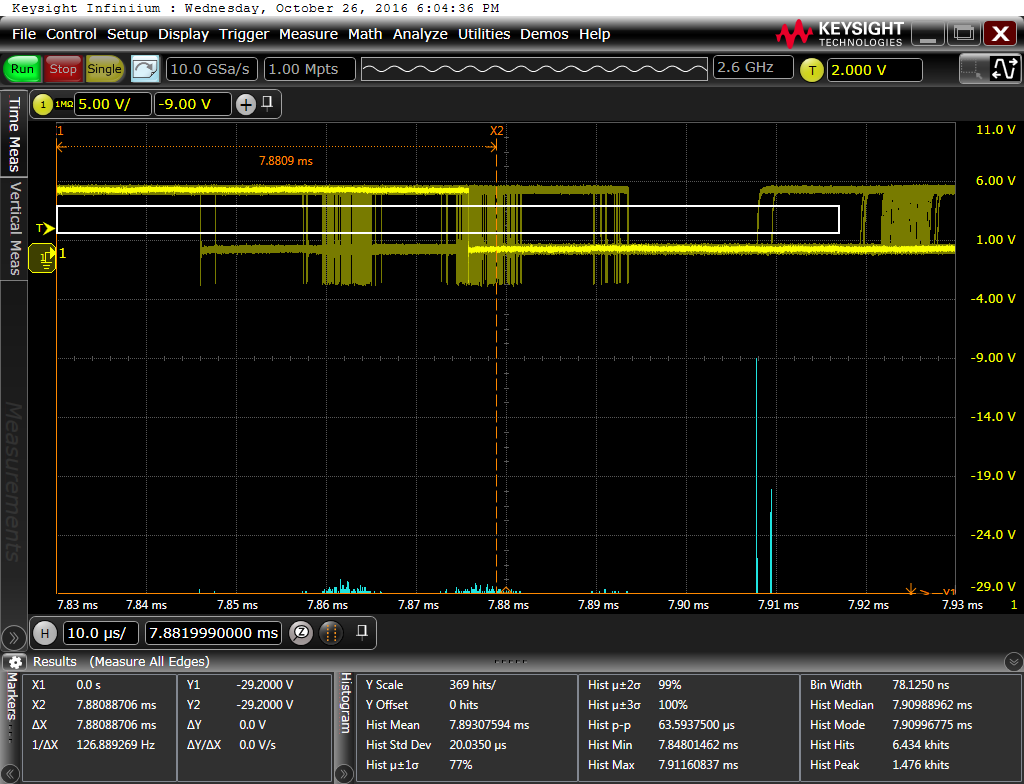 Keysight Infiniium : Wednesday, October 26, 2016 6:04:36 PM
File Control Setup Display Trigger Measure Math Analyze Utilities Demos Help
KEYSIGHT
TECHNOLOGIES
Run Stop Single 10.0 GSa/s 1.00 Mpts 2.6 GHz T 2.000 V
1 1MΩ 5.00 V/ -9.00 V
Time Meas
Vertical Meas
Measurements
1 X2 11.0 V
7.8809 ms
6.00 V
T
1.00 V
1 1
-4.00 V
-9.00 V
-14.0 V
-19.0 V
-24.0 V
-29.0 V
Y1
7.83 ms 7.84 ms 7.85 ms 7.86 ms 7.87 ms 7.88 ms 7.89 ms 7.90 ms 7.91 ms 7.92 ms 7.93 ms 1
H 10.0 µs/ 7.8819990000 ms
Results (Measure All Edges)
Markers
X1 0.0 s
X2 7.88088706 ms
ΔX 7.88088706 ms
1/ΔX 126.889269 Hz
Y1 -29.2000 V
Y2 -29.2000 V
ΔY 0.0 V
ΔY/ΔX 0.0 V/s
Histogram
Y Scale 369 hits/
Y Offset 0 hits
Hist Mean 7.89307594 ms
Hist Std Dev 20.0350 µs
Hist µ±1σ 77%
Hist µ±2σ 99%
Hist µ±3σ 100%
Hist p-p 63.5937500 µs
Hist Min 7.84801462 ms
Hist Max 7.91160837 ms
Bin Width 78.1250 ns
Hist Median 7.90988962 ms
Hist Mode 7.90996775 ms
Hist Hits 6.434 khits
Hist Peak 1.476 khits